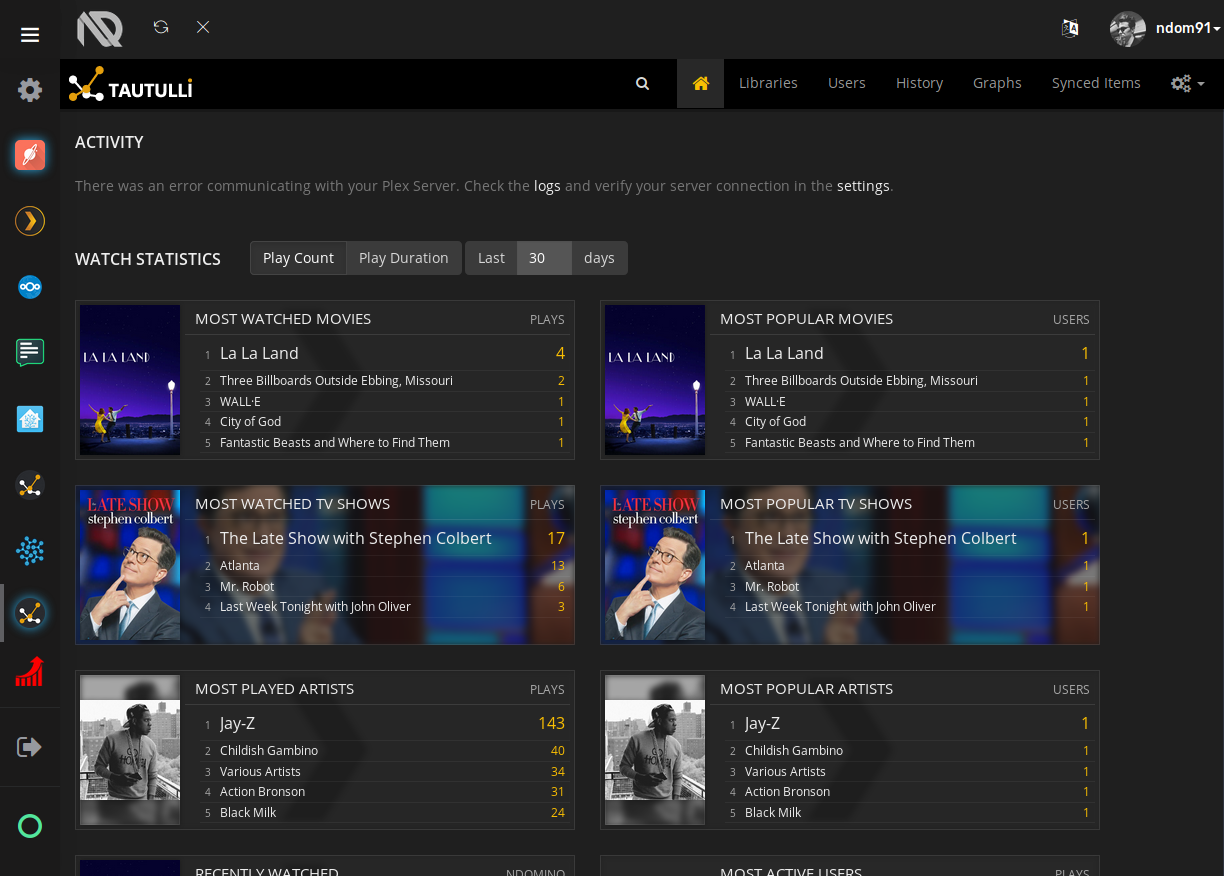 ndom91
TAUTULLi
Libraries Users History Graphs Synced Items
ACTIVITY
There was an error communicating with your Plex Server. Check the logs and verify your server connection in the settings.
WATCH STATISTICS Play Count Play Duration Last 30 days
LA LA LAND
MOST WATCHED MOVIES PLAYS
1 La La Land 4
2 Three Billboards Outside Ebbing, Missouri 2
3 WALL·E 1
4 City of God 1
5 Fantastic Beasts and Where to Find Them 1
LA LA LAND
MOST POPULAR MOVIES USERS
1 La La Land 1
2 Three Billboards Outside Ebbing, Missouri 1
3 WALL·E 1
4 City of God 1
5 Fantastic Beasts and Where to Find Them 1
LATE SHOW
stephen colbert
MOST WATCHED TV SHOWS PLAYS
1 The Late Show with Stephen Colbert 17
2 Atlanta 13
3 Mr. Robot 6
4 Last Week Tonight with John Oliver 3
LATE SHOW
stephen colbert
MOST POPULAR TV SHOWS USERS
1 The Late Show with Stephen Colbert 1
2 Atlanta 1
3 Mr. Robot 1
4 Last Week Tonight with John Oliver 1
MOST PLAYED ARTISTS PLAYS
1 Jay-Z 143
2 Childish Gambino 40
3 Various Artists 34
4 Action Bronson 31
5 Black Milk 24
MOST POPULAR ARTISTS USERS
1 Jay-Z 1
2 Childish Gambino 1
3 Various Artists 1
4 Action Bronson 1
5 Black Milk 1
RECENTLY WATCHED NDOMINO
MOST ACTIVE USERS PLAYS